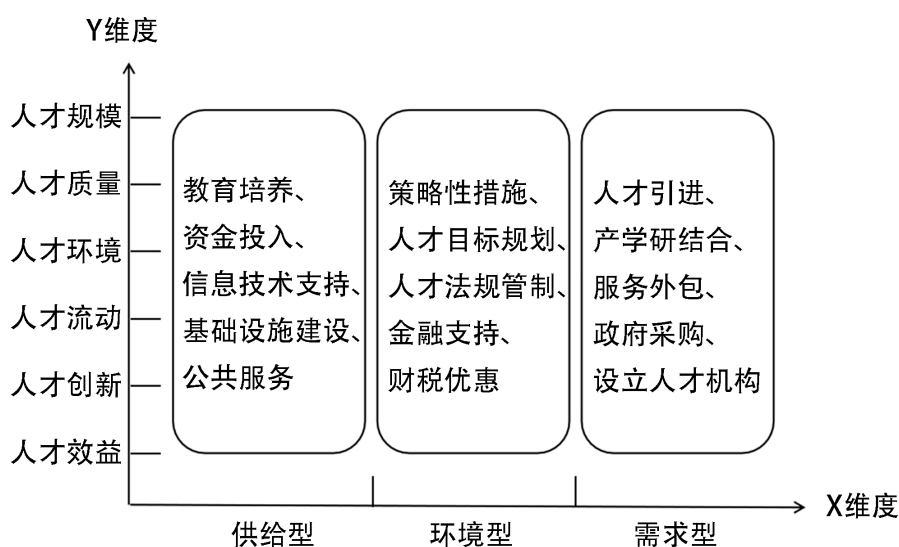 Y维度
人才规模
人才质量
人才环境
人才流动
人才创新
人才效益
教育培养、
资金投入、
信息技术支持、
基础设施建设、
公共服务
策略性措施、
人才目标规划、
人才法规管制、
金融支持、
财税优惠
人才引进、
产学研结合、
服务外包、
政府采购、
设立人才机构
供给型
环境型
需求型
X维度